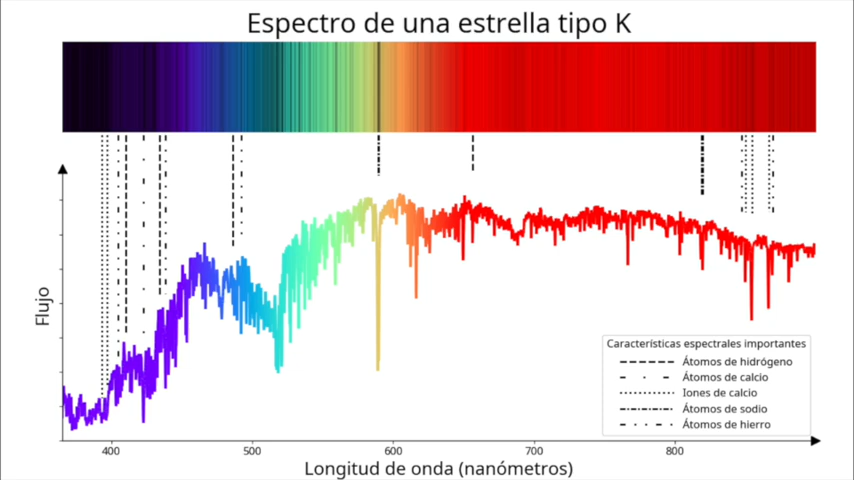 Espectro de una estrella tipo K
Flujo
Características espectrales importantes
Átomos de hidrógeno
Átomos de calcio
Iones de calcio
Átomos de sodio
Átomos de hierro
400 500 600 700 800
Longitud de onda (nanómetros)